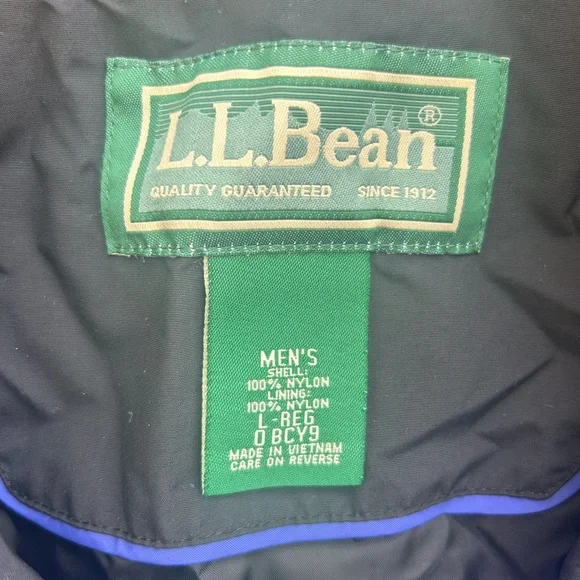 L.L.Bean®
QUALITY GUARANTEED SINCE 1912
MEN'S
SHELL:
100% NYLON
LINING:
100% NYLON
L-REG
0 BCY9
MADE IN VIETNAM
CARE ON REVERSE